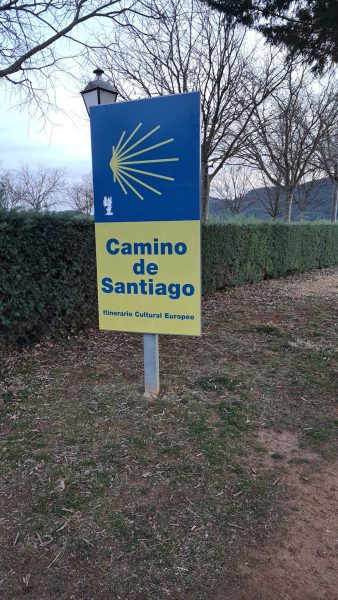 Camino
de
Santiago
Itinerario Cultural Europeo